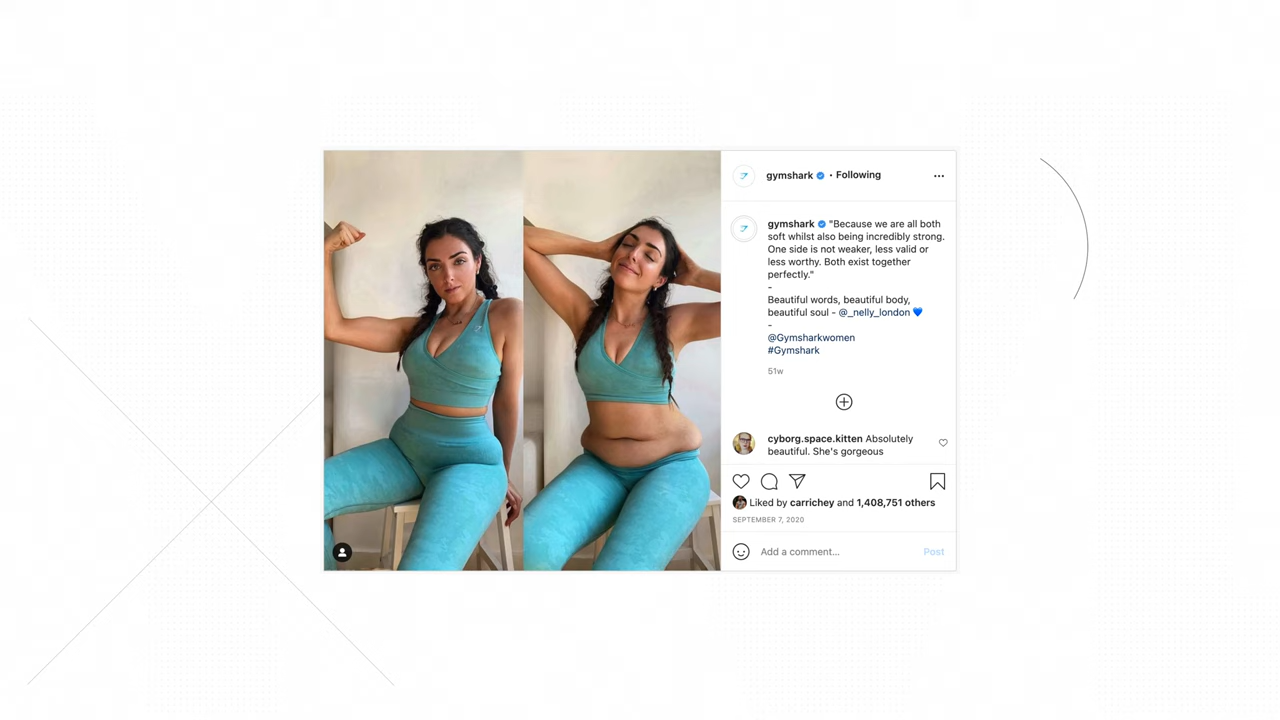 gymshark • Following
gymshark "Because we are all both
soft whilst also being incredibly strong.
One side is not weaker, less valid or
less worthy. Both exist together
perfectly."
-
Beautiful words, beautiful body,
beautiful soul - @_nelly_london 💙
-
@Gymsharkwomen
#Gymshark
51w
cyborg.space.kitten Absolutely
beautiful. She's gorgeous
Liked by carrichey and 1,408,751 others
SEPTEMBER 7, 2020
Add a comment... Post